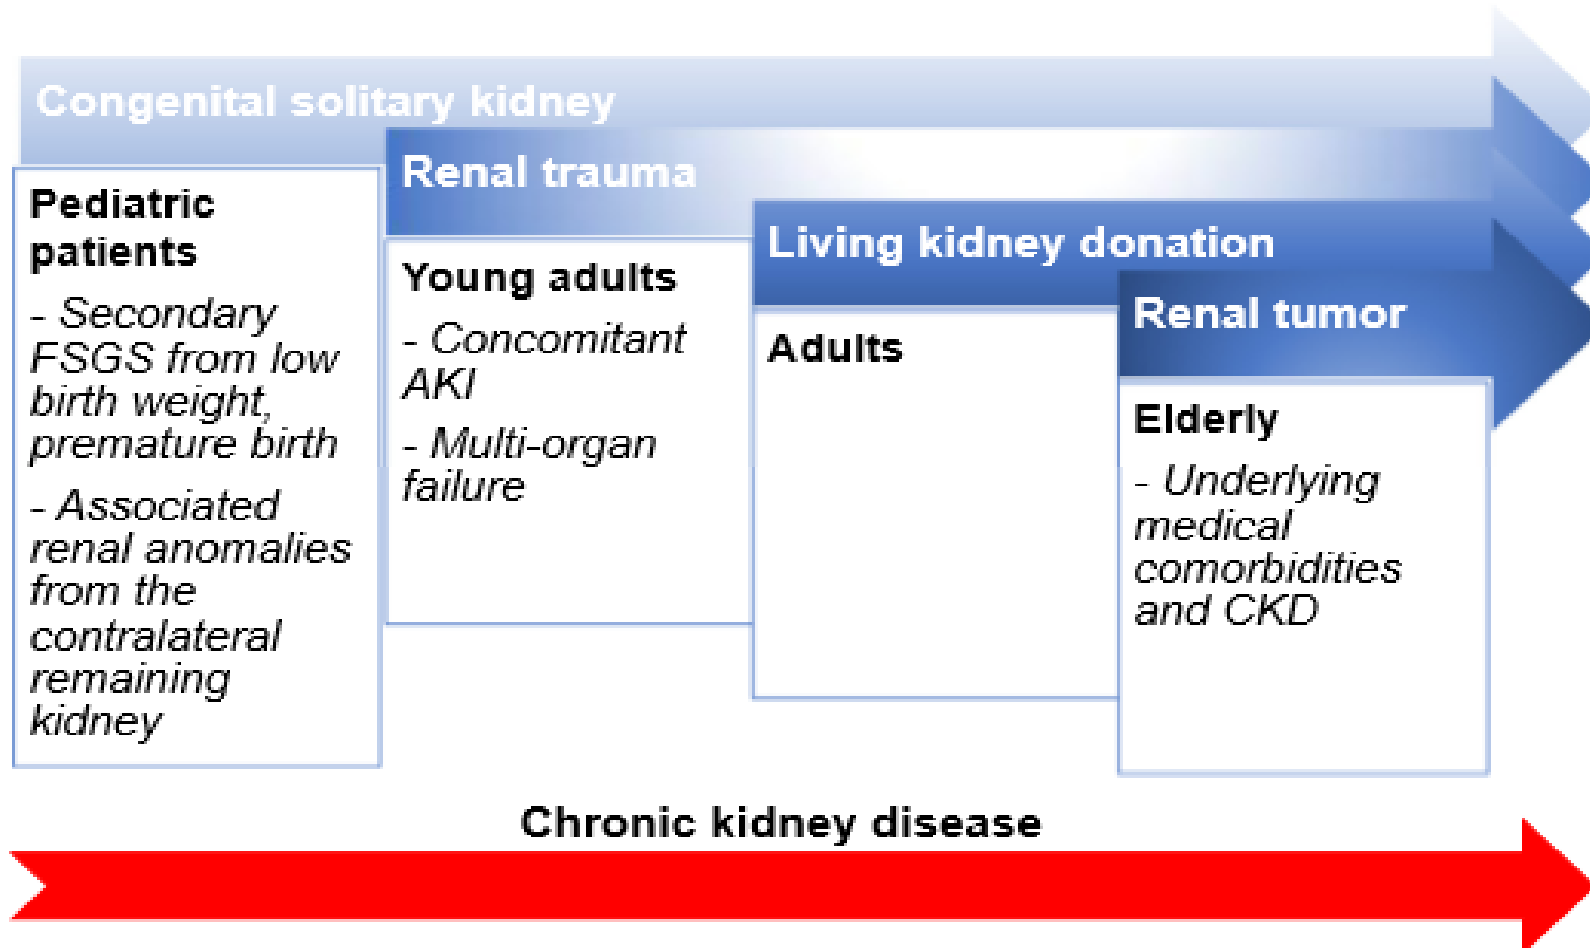 Congenital solitary kidney
Pediatric
patients
- Secondary
FSGS from low
birth weight,
premature birth
- Associated
renal anomalies
from the
contralateral
remaining
kidney
Renal trauma
Young adults
- Concomitant
AKI
- Multi-organ
failure
Living kidney donation
Adults
Renal tumor
Elderly
- Underlying
medical
comorbidities
and CKD
Chronic kidney disease